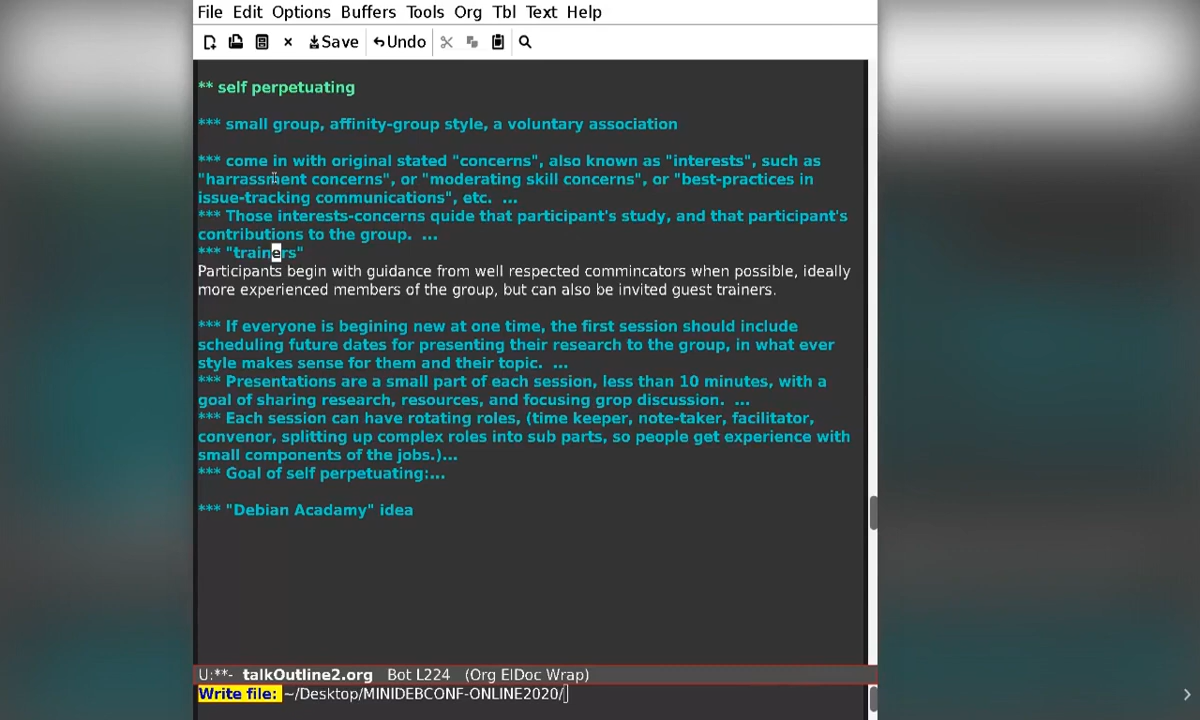 File Edit Options Buffers Tools Org Tbl Text Help
Save Undo
** self perpetuating
*** small group, affinity-group style, a voluntary association
*** come in with original stated "concerns", also known as "interests", such as
"harrassment concerns", or "moderating skill concerns", or "best-practices in
issue-tracking communications", etc. ...
*** Those interests-concerns quide that participant's study, and that participant's
contributions to the group. ...
*** "trainers"
Participants begin with guidance from well respected commincators when possible, ideally
more experienced members of the group, but can also be invited guest trainers.
*** If everyone is begining new at one time, the first session should include
scheduling future dates for presenting their research to the group, in what ever
style makes sense for them and their topic. ...
*** Presentations are a small part of each session, less than 10 minutes, with a
goal of sharing research, resources, and focusing grop discussion. ...
*** Each session can have rotating roles, (time keeper, note-taker, facilitator,
convenor, splitting up complex roles into sub parts, so people get experience with
small components of the jobs.)...
*** Goal of self perpetuating:...
*** "Debian Acadamy" idea
U:**- talkOutline2.org Bot L224 (Org ElDoc Wrap)
Write file: ~/Desktop/MINIDEBCONF-ONLINE2020/